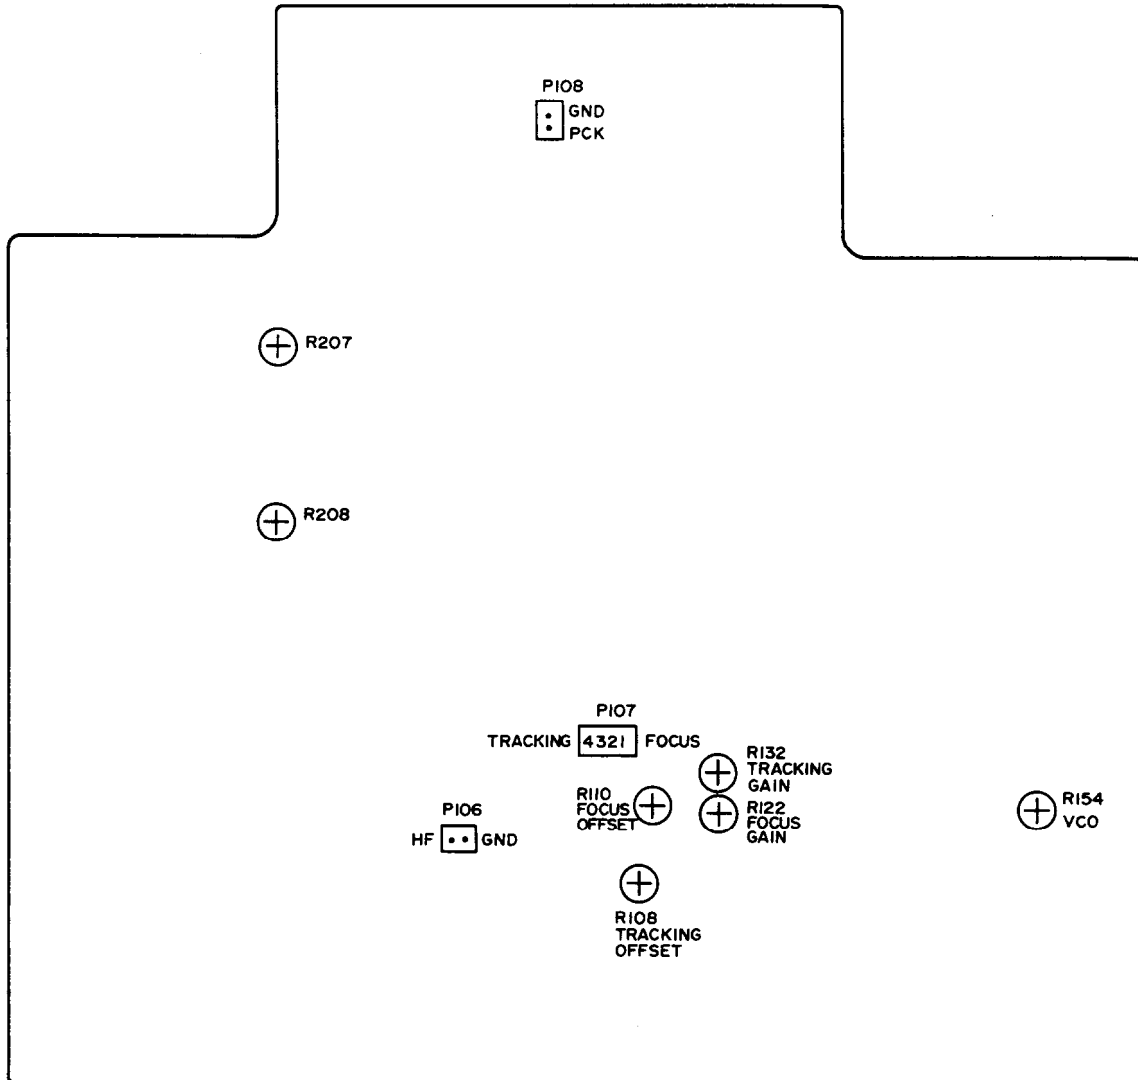 P108
GND
PCK
R207
R208
P107
TRACKING 4321 FOCUS
R132
TRACKING
GAIN
R110
FOCUS
OFFSET
R122
FOCUS
GAIN
R154
VCO
P106
HF GND
R108
TRACKING
OFFSET